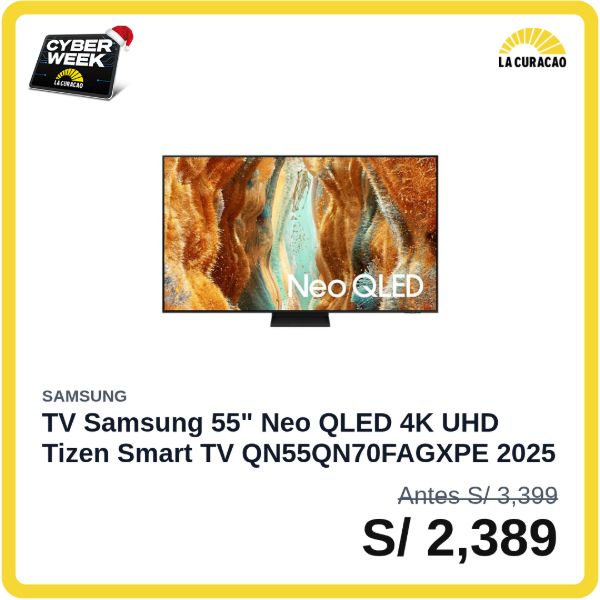 CYBER
WEEK
LA CURACAO
LA CURACAO
Neo QLED
SAMSUNG
TV Samsung 55" Neo QLED 4K UHD
Tizen Smart TV QN55QN70FAGXPE 2025
Antes S/ 3,399
S/ 2,389